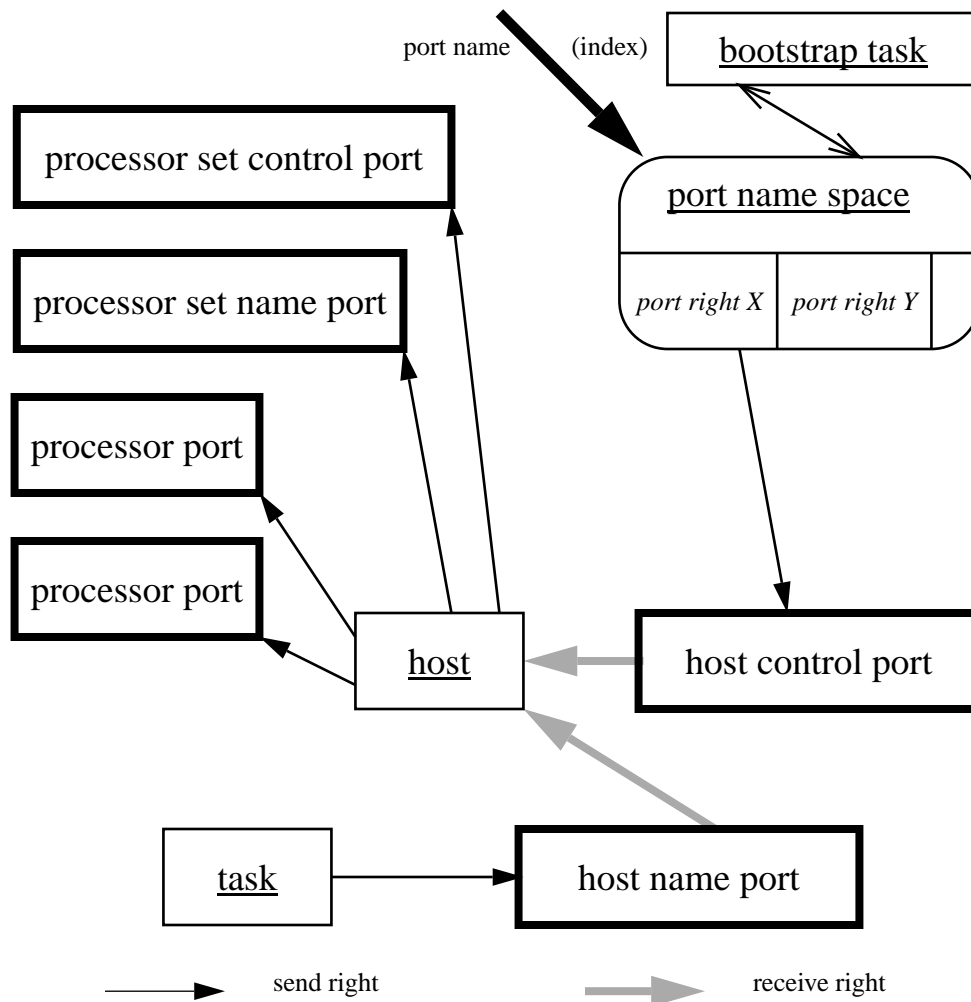 port name
(index)
bootstrap task
processor set control port
port name space
processor set name port
port right X
port right Y
processor port
processor port
host
host control port
task
host name port
send right
receive right